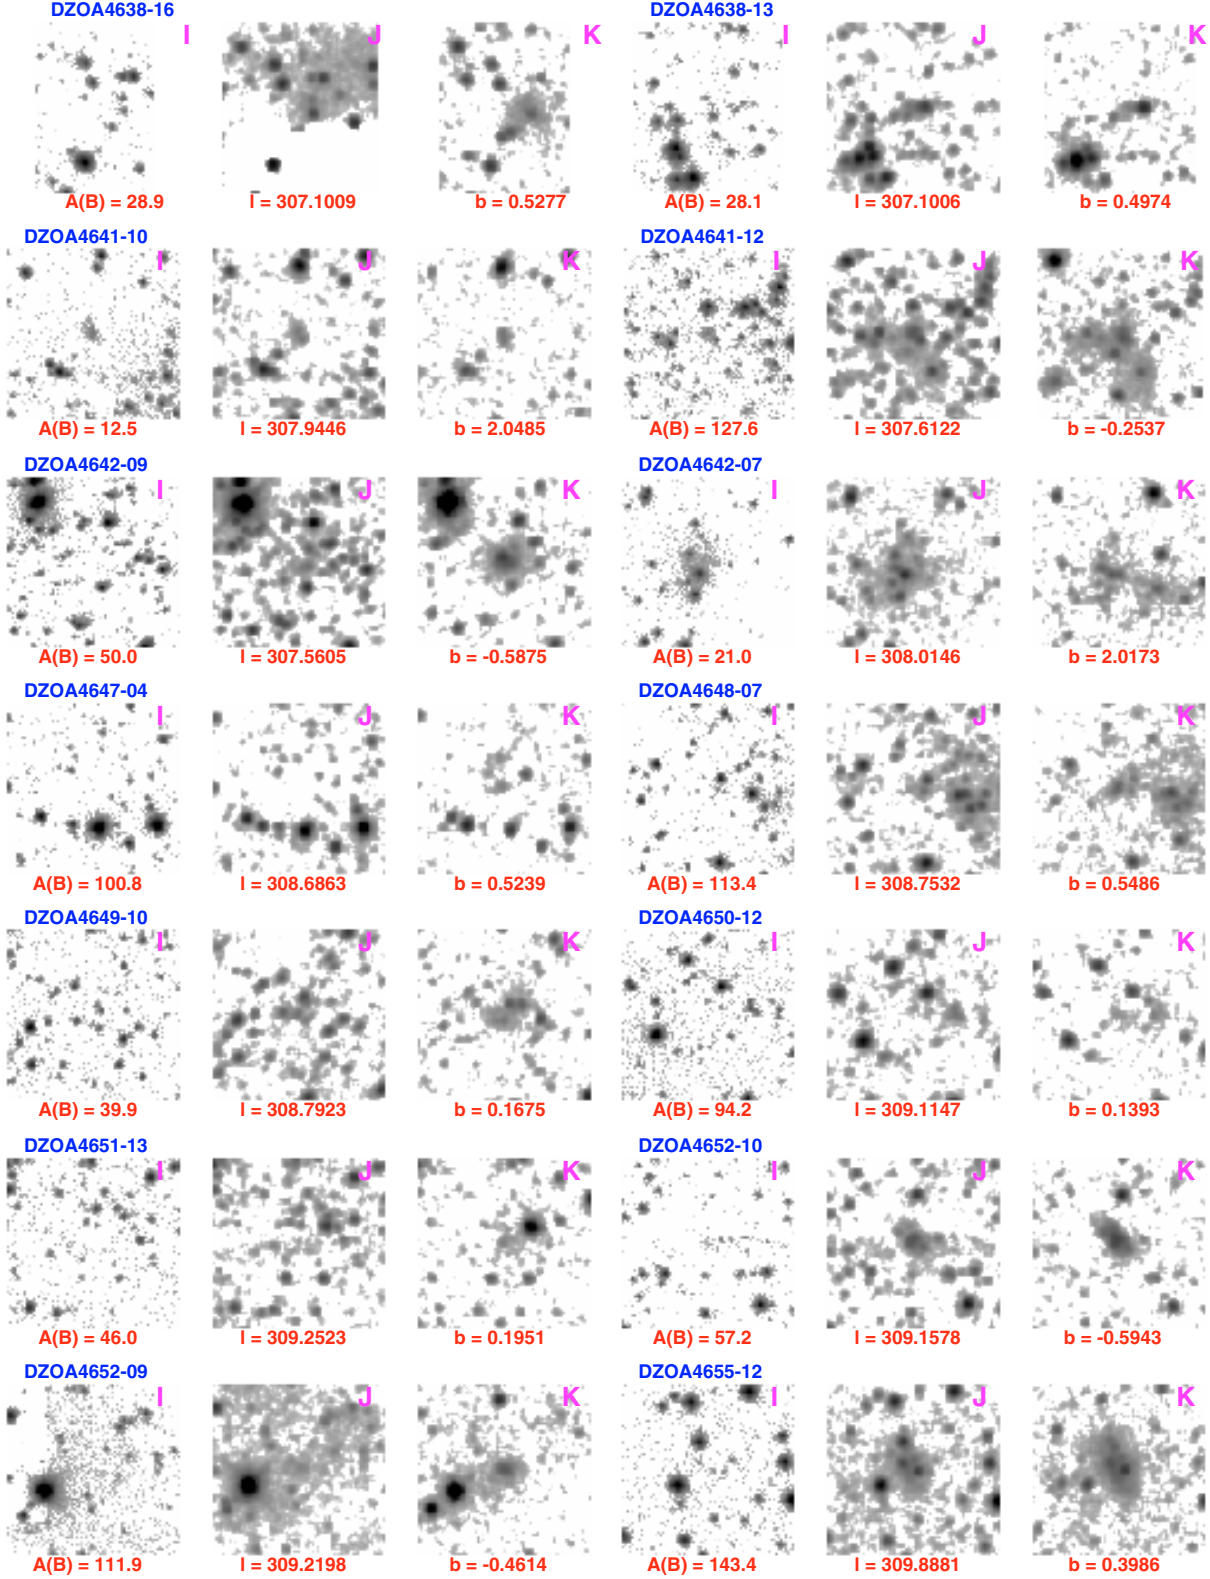 DZOA4638-16 DZOA4638-13
I J K I J K
A(B) = 28.9 l = 307.1009 b = 0.5277 A(B) = 28.1 l = 307.1006 b = 0.4974
DZOA4641-10 DZOA4641-12
I J K I J K
A(B) = 12.5 l = 307.9446 b = 2.0485 A(B) = 127.6 l = 307.6122 b = -0.2537
DZOA4642-09 DZOA4642-07
I J K I J K
A(B) = 50.0 l = 307.5605 b = -0.5875 A(B) = 21.0 l = 308.0146 b = 2.0173
DZOA4647-04 DZOA4648-07
I J K I J K
A(B) = 100.8 l = 308.6863 b = 0.5239 A(B) = 113.4 l = 308.7532 b = 0.5486
DZOA4649-10 DZOA4650-12
I J K I J K
A(B) = 39.9 l = 308.7923 b = 0.1675 A(B) = 94.2 l = 309.1147 b = 0.1393
DZOA4651-13 DZOA4652-10
I J K I J K
A(B) = 46.0 l = 309.2523 b = 0.1951 A(B) = 57.2 l = 309.1578 b = -0.5943
DZOA4652-09 DZOA4655-12
I J K I J K
A(B) = 111.9 l = 309.2198 b = -0.4614 A(B) = 143.4 l = 309.8881 b = 0.3986